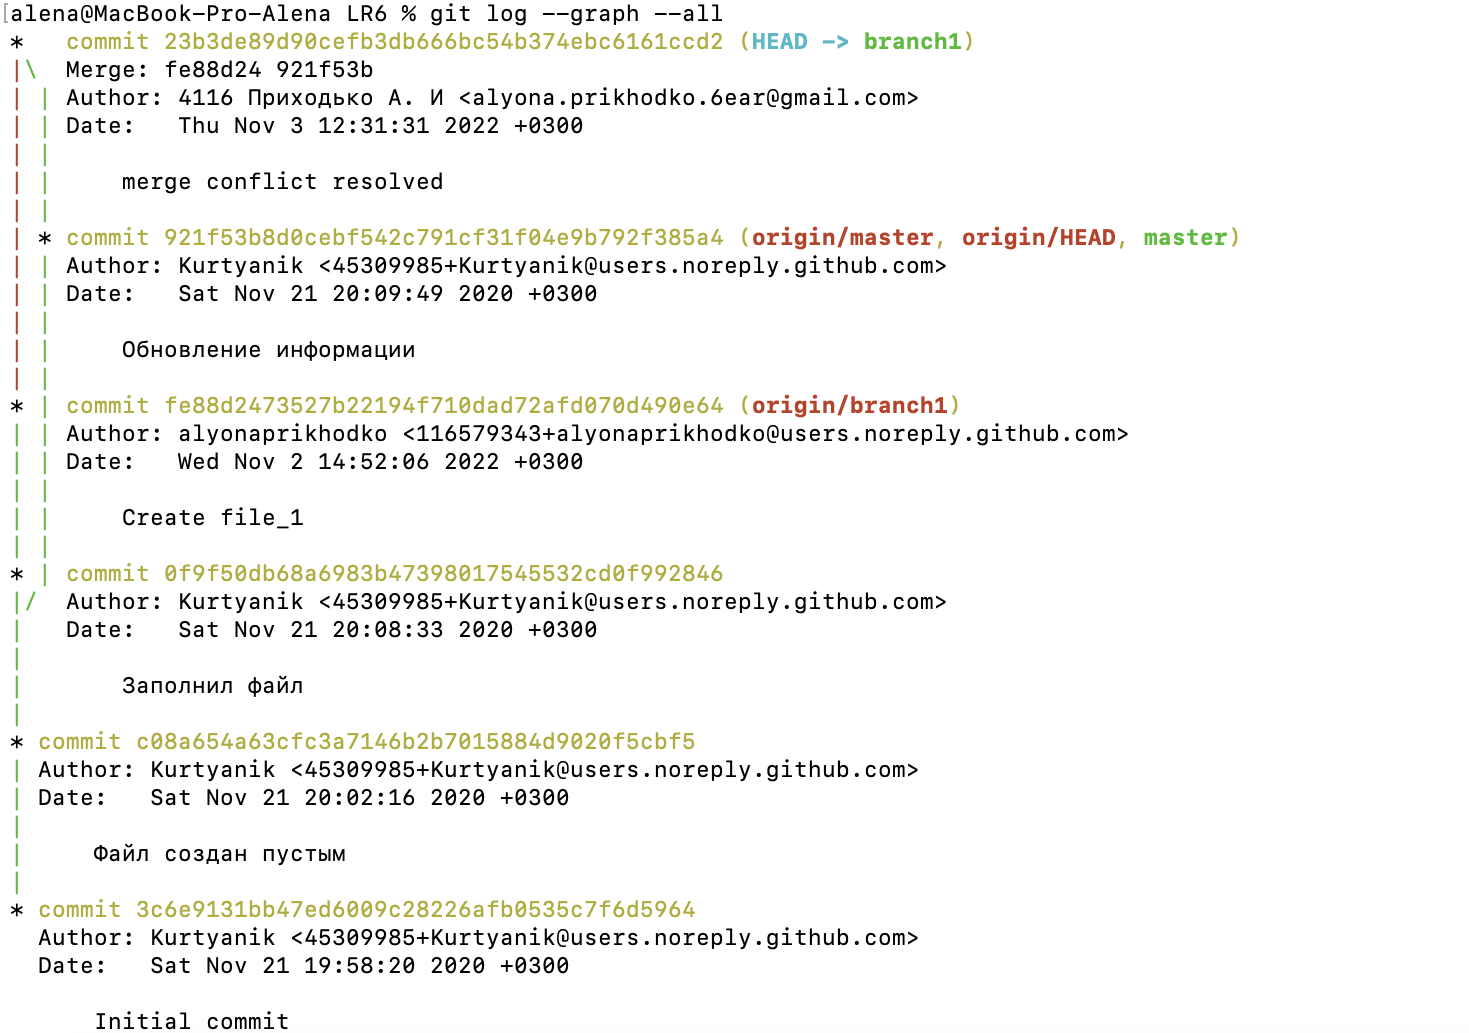 [alena@MacBook-Pro-Alena LR6 % git log --graph --all
*   commit 23b3de89d90cefb3db666bc54b374ebc6161ccd2 (HEAD -> branch1)
|\  Merge: fe88d24 921f53b
| | Author: 4116 Приходько А. И <alyona.prikhodko.6ear@gmail.com>
| | Date:   Thu Nov 3 12:31:31 2022 +0300
| |
| |     merge conflict resolved
| |
| * commit 921f53b8d0cebf542c791cf31f04e9b792f385a4 (origin/master, origin/HEAD, master)
| | Author: Kurtyanik <45309985+Kurtyanik@users.noreply.github.com>
| | Date:   Sat Nov 21 20:09:49 2020 +0300
| |
| |     Обновление информации
| |
* | commit fe88d2473527b22194f710dad72afd070d490e64 (origin/branch1)
| | Author: alyonaprikhodko <116579343+alyonaprikhodko@users.noreply.github.com>
| | Date:   Wed Nov 2 14:52:06 2022 +0300
| |
| |     Create file_1
| |
* | commit 0f9f50db68a6983b47398017545532cd0f992846
|/  Author: Kurtyanik <45309985+Kurtyanik@users.noreply.github.com>
|   Date:   Sat Nov 21 20:08:33 2020 +0300
|
|       Заполнил файл
|
* commit c08a654a63cfc3a7146b2b7015884d9020f5cbf5
| Author: Kurtyanik <45309985+Kurtyanik@users.noreply.github.com>
| Date:   Sat Nov 21 20:02:16 2020 +0300
|
|     Файл создан пустым
|
* commit 3c6e9131bb47ed6009c28226afb0535c7f6d5964
  Author: Kurtyanik <45309985+Kurtyanik@users.noreply.github.com>
  Date:   Sat Nov 21 19:58:20 2020 +0300

      Initial commit